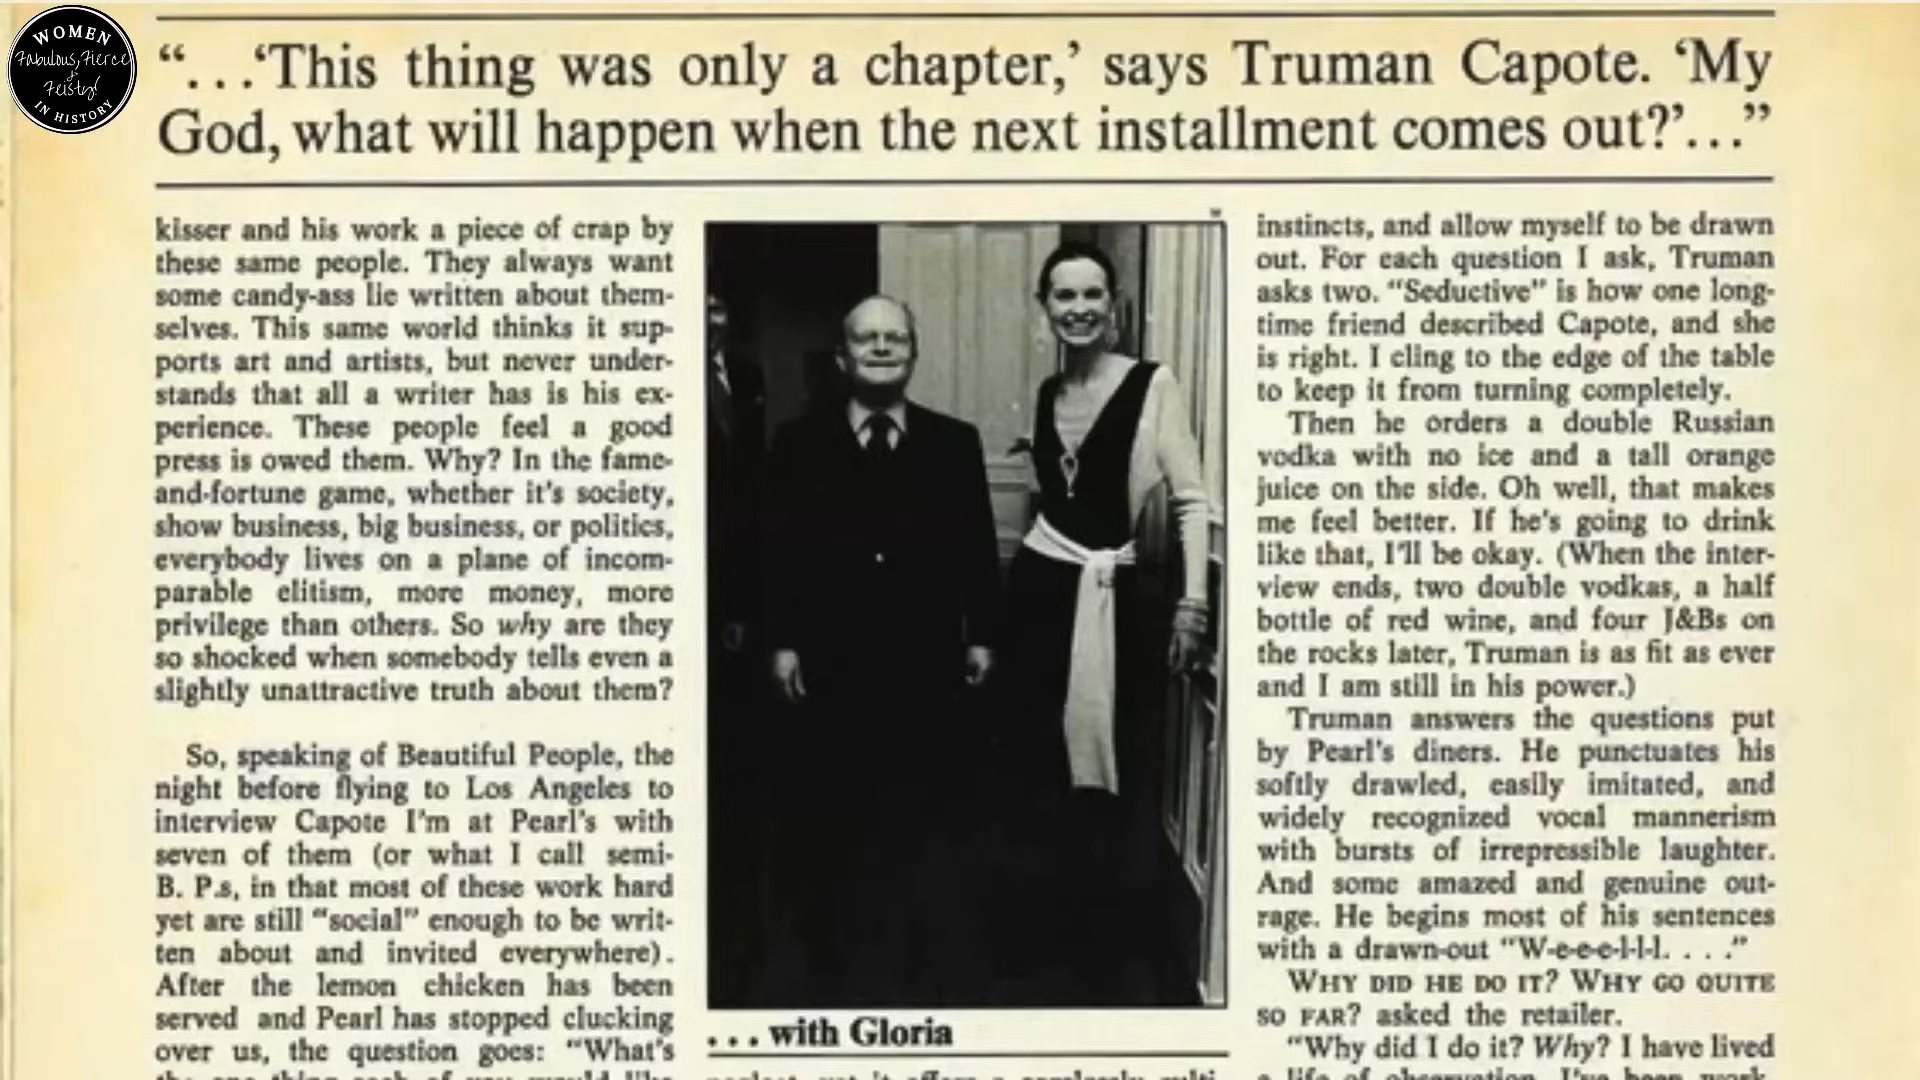 WOMEN
Fabulous, Fierce
&
Feisty!
IN HISTORY
“...‘This thing was only a chapter,’ says Truman Capote. ‘My
God, what will happen when the next installment comes out?’...”
kisser and his work a piece of crap by
these same people. They always want
some candy-ass lie written about them-
selves. This same world thinks it sup-
ports art and artists, but never under-
stands that all a writer has is his ex-
perience. These people feel a good
press is owed them. Why? In the fame-
and-fortune game, whether it’s society,
show business, big business, or politics,
everybody lives on a plane of incom-
parable elitism, more money, more
privilege than others. So why are they
so shocked when somebody tells even a
slightly unattractive truth about them?
So, speaking of Beautiful People, the
night before flying to Los Angeles to
interview Capote I’m at Pearl’s with
seven of them (or what I call semi-
B. P.s, in that most of these work hard
yet are still “social” enough to be writ-
ten about and invited everywhere).
After the lemon chicken has been
served and Pearl has stopped clucking
over us, the question goes: “What’s
the one thing each of you would like
... with Gloria
instincts, and allow myself to be drawn
out. For each question I ask, Truman
asks two. “Seductive” is how one long-
time friend described Capote, and she
is right. I cling to the edge of the table
to keep it from turning completely.
Then he orders a double Russian
vodka with no ice and a tall orange
juice on the side. Oh well, that makes
me feel better. If he’s going to drink
like that, I’ll be okay. (When the inter-
view ends, two double vodkas, a half
bottle of red wine, and four J&Bs on
the rocks later, Truman is as fit as ever
and I am still in his power.)
Truman answers the questions put
by Pearl’s diners. He punctuates his
softly drawled, easily imitated, and
widely recognized vocal mannerism
with bursts of irrepressible laughter.
And some amazed and genuine out-
rage. He begins most of his sentences
with a drawn-out “W-e-e-e-l-l-l. . . .”
WHY DID HE DO IT? WHY GO QUITE
SO FAR? asked the retailer.
“Why did I do it? Why? I have lived
a life of observation. I’ve been work-